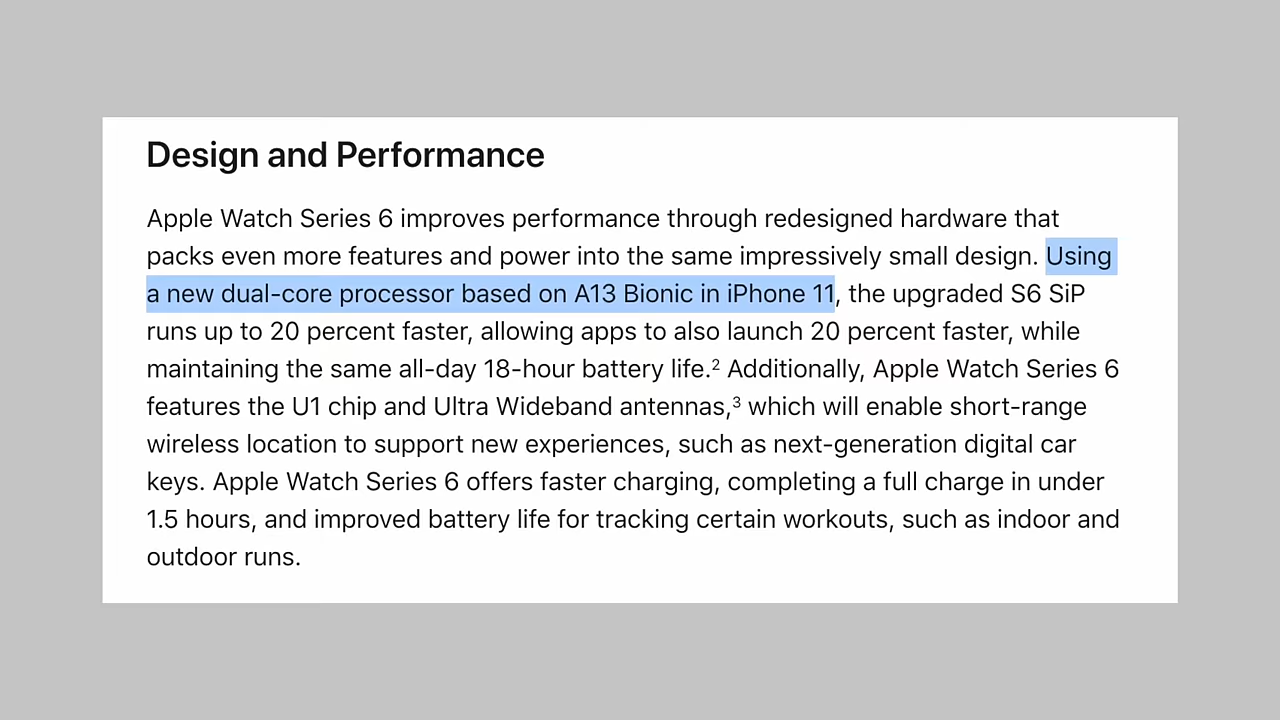 Design and Performance
Apple Watch Series 6 improves performance through redesigned hardware that
packs even more features and power into the same impressively small design. Using
a new dual-core processor based on A13 Bionic in iPhone 11, the upgraded S6 SiP
runs up to 20 percent faster, allowing apps to also launch 20 percent faster, while
maintaining the same all-day 18-hour battery life.² Additionally, Apple Watch Series 6
features the U1 chip and Ultra Wideband antennas,³ which will enable short-range
wireless location to support new experiences, such as next-generation digital car
keys. Apple Watch Series 6 offers faster charging, completing a full charge in under
1.5 hours, and improved battery life for tracking certain workouts, such as indoor and
outdoor runs.